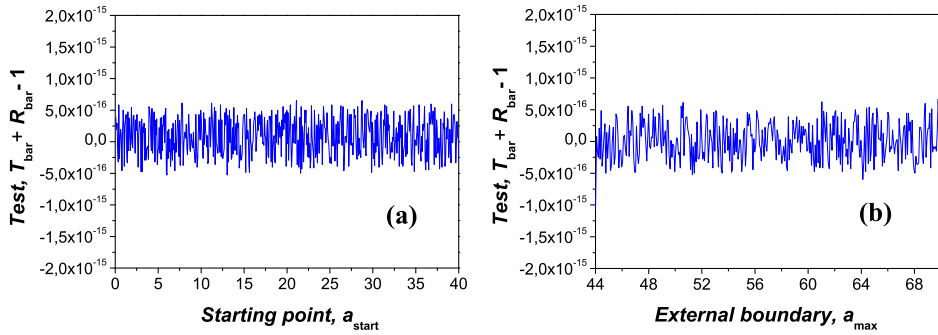 Test, T_bar + R_bar - 1
2,0x10^-15
1,5x10^-15
1,0x10^-15
5,0x10^-16
0,0
-5,0x10^-16
-1,0x10^-15
-1,5x10^-15
-2,0x10^-15
(a)
0 5 10 15 20 25 30 35 40
Starting point, a_start
Test, T_bar + R_bar - 1
2,0x10^-15
1,5x10^-15
1,0x10^-15
5,0x10^-16
0,0
-5,0x10^-16
-1,0x10^-15
-1,5x10^-15
-2,0x10^-15
(b)
44 48 52 56 60 64 68
External boundary, a_max